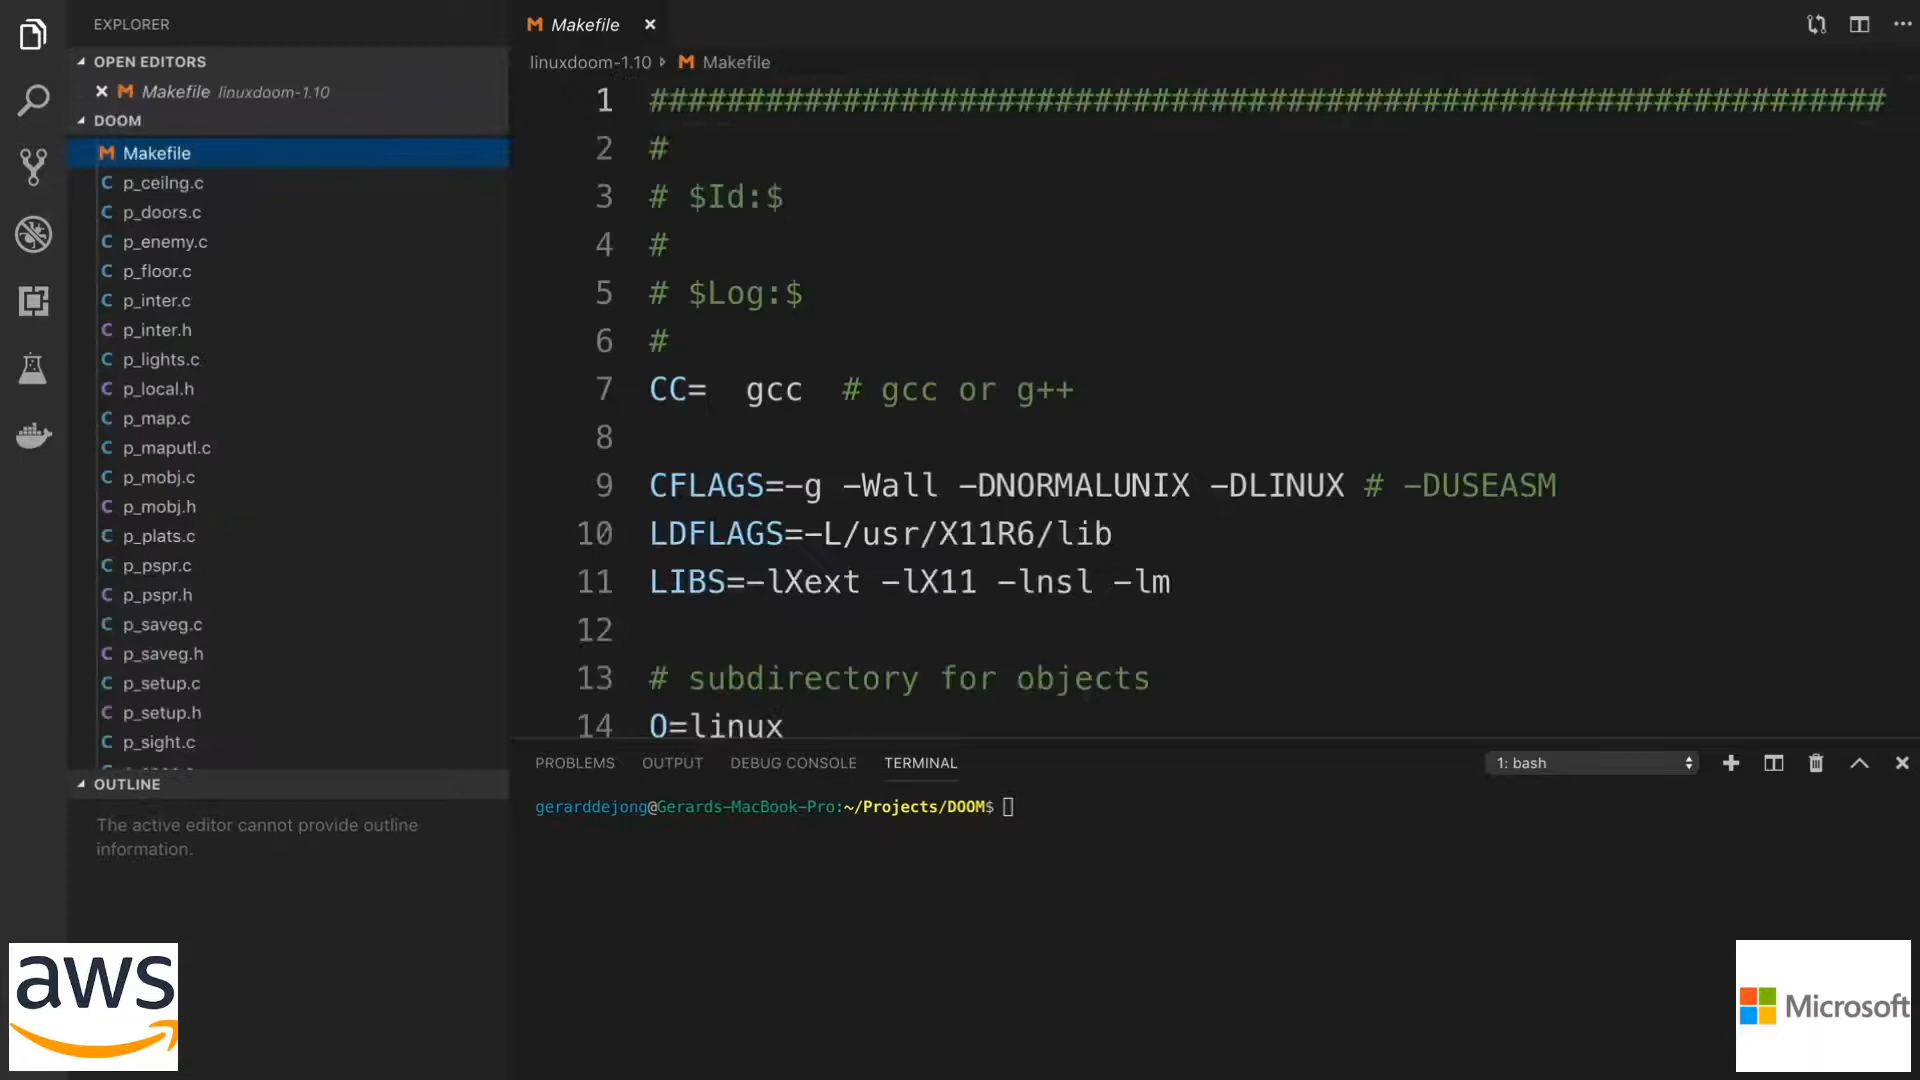 EXPLORER
OPEN EDITORS
Makefile linuxdoom-1.10
DOOM
Makefile
p_ceilng.c
p_doors.c
p_enemy.c
p_floor.c
p_inter.c
p_inter.h
p_lights.c
p_local.h
p_map.c
p_maputl.c
p_mobj.c
p_mobj.h
p_plats.c
p_pspr.c
p_pspr.h
p_saveg.c
p_saveg.h
p_setup.c
p_setup.h
p_sight.c
OUTLINE
The active editor cannot provide outline
information.
Makefile
linuxdoom-1.10 Makefile
1 ################################################################
2 #
3 # $Id:$
4 #
5 # $Log:$
6 #
7 CC= gcc # gcc or g++
8
9 CFLAGS=-g -Wall -DNORMALUNIX -DLINUX # -DUSEASM
10 LDFLAGS=-L/usr/X11R6/lib
11 LIBS=-lXext -lX11 -lnsl -lm
12
13 # subdirectory for objects
14 O=linux
PROBLEMS OUTPUT DEBUG CONSOLE TERMINAL 1: bash
gerarddejong@Gerards-MacBook-Pro:~/Projects/DOOM$
aws
Microsoft